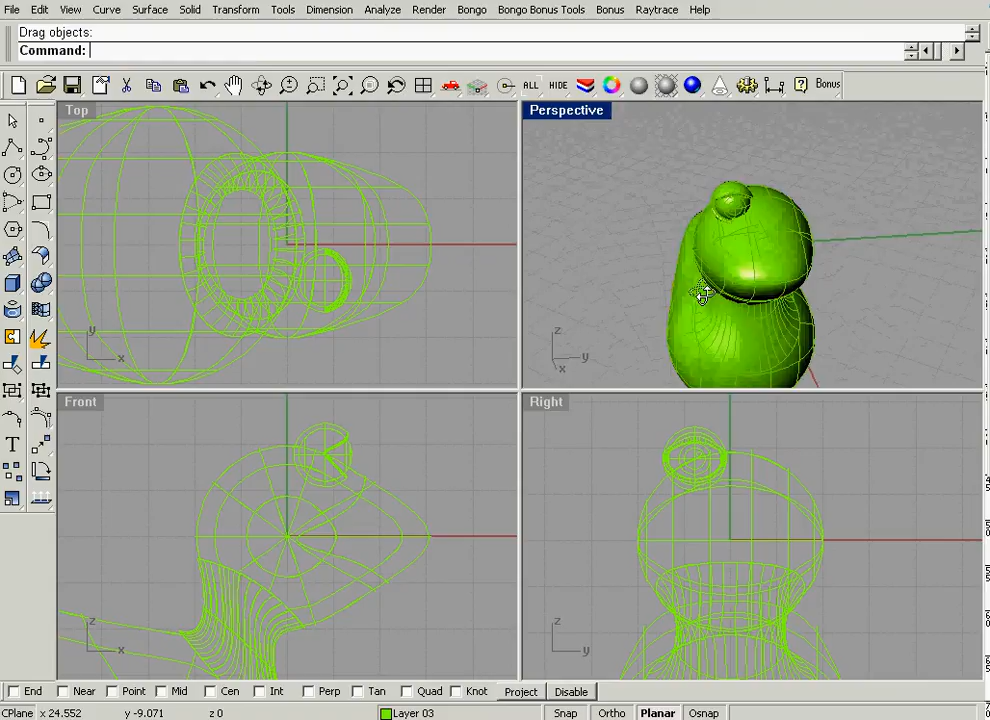 File Edit View Curve Surface Solid Transform Tools Dimension Analyze Render Bongo Bongo Bonus Tools Bonus Raytrace Help
Drag objects:
Command:
ALL HIDE Bonus
Top Perspective
y x
z y x
Front Right
z x
z y
T
End Near Point Mid Cen Int Perp Tan Quad Knot Project Disable
CPlane x 24.552 y -9.071 z 0 Layer 03 Snap Ortho Planar Osnap